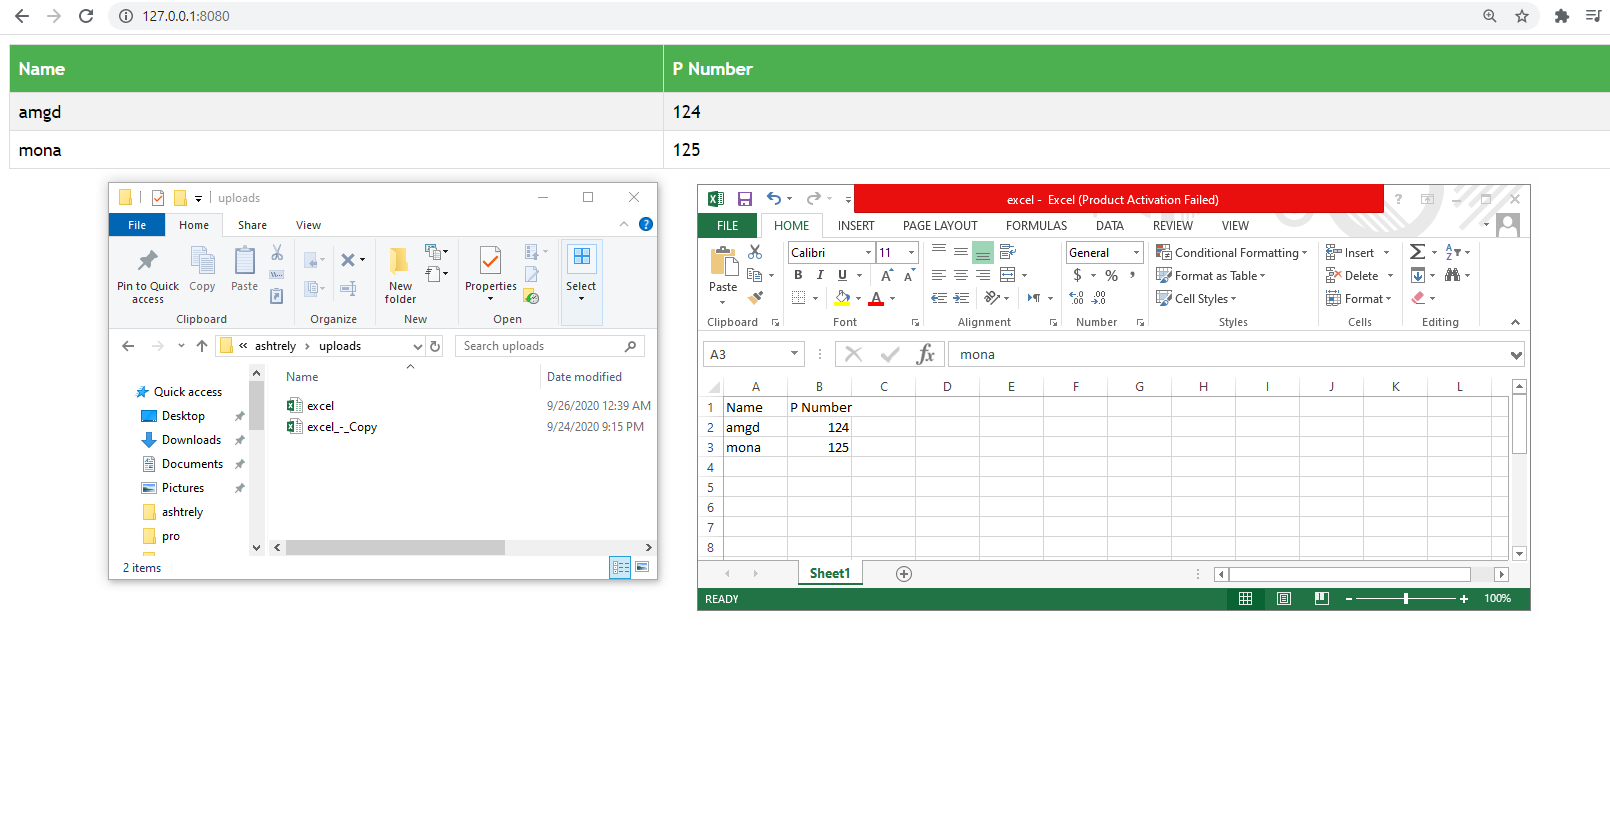 127.0.0.1:8080
Name P Number
amgd 124
mona 125
uploads
File Home Share View
Pin to Quick access
Copy
Paste
New folder
Properties
Select
Clipboard Organize New Open
« ashtrely › uploads
Search uploads
Name Date modified
Quick access
Desktop
Downloads
Documents
Pictures
ashtrely
pro
excel 9/26/2020 12:39 AM
excel_-_Copy 9/24/2020 9:15 PM
2 items
excel - Excel (Product Activation Failed)
FILE HOME INSERT PAGE LAYOUT FORMULAS DATA REVIEW VIEW
Paste
Calibri 11
B I U A A
A
General
$ % ,
.00 .0
Conditional Formatting
Format as Table
Cell Styles
Insert
Delete
Format
Clipboard Font Alignment Number Styles Cells Editing
A3 fx mona
A B C D E F G H I J K L
1 Name P Number
2 amgd 124
3 mona 125
4
5
6
7
8
Sheet1
READY 100%